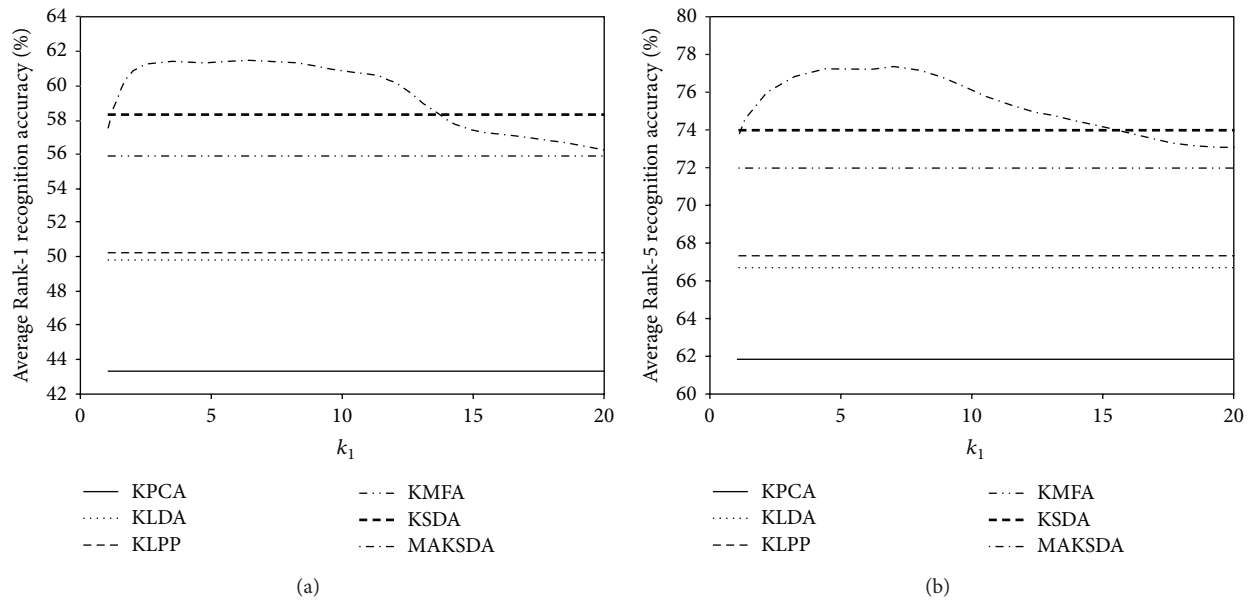 Average Rank-1 recognition accuracy (%)
64
62
60
58
56
54
52
50
48
46
44
42
0
5
10
15
20
k1
KPCA
KLDA
KLPP
KMFA
KSDA
MAKSDA
(a)
Average Rank-5 recognition accuracy (%)
80
78
76
74
72
70
68
66
64
62
60
0
5
10
15
20
k1
KPCA
KLDA
KLPP
KMFA
KSDA
MAKSDA
(b)